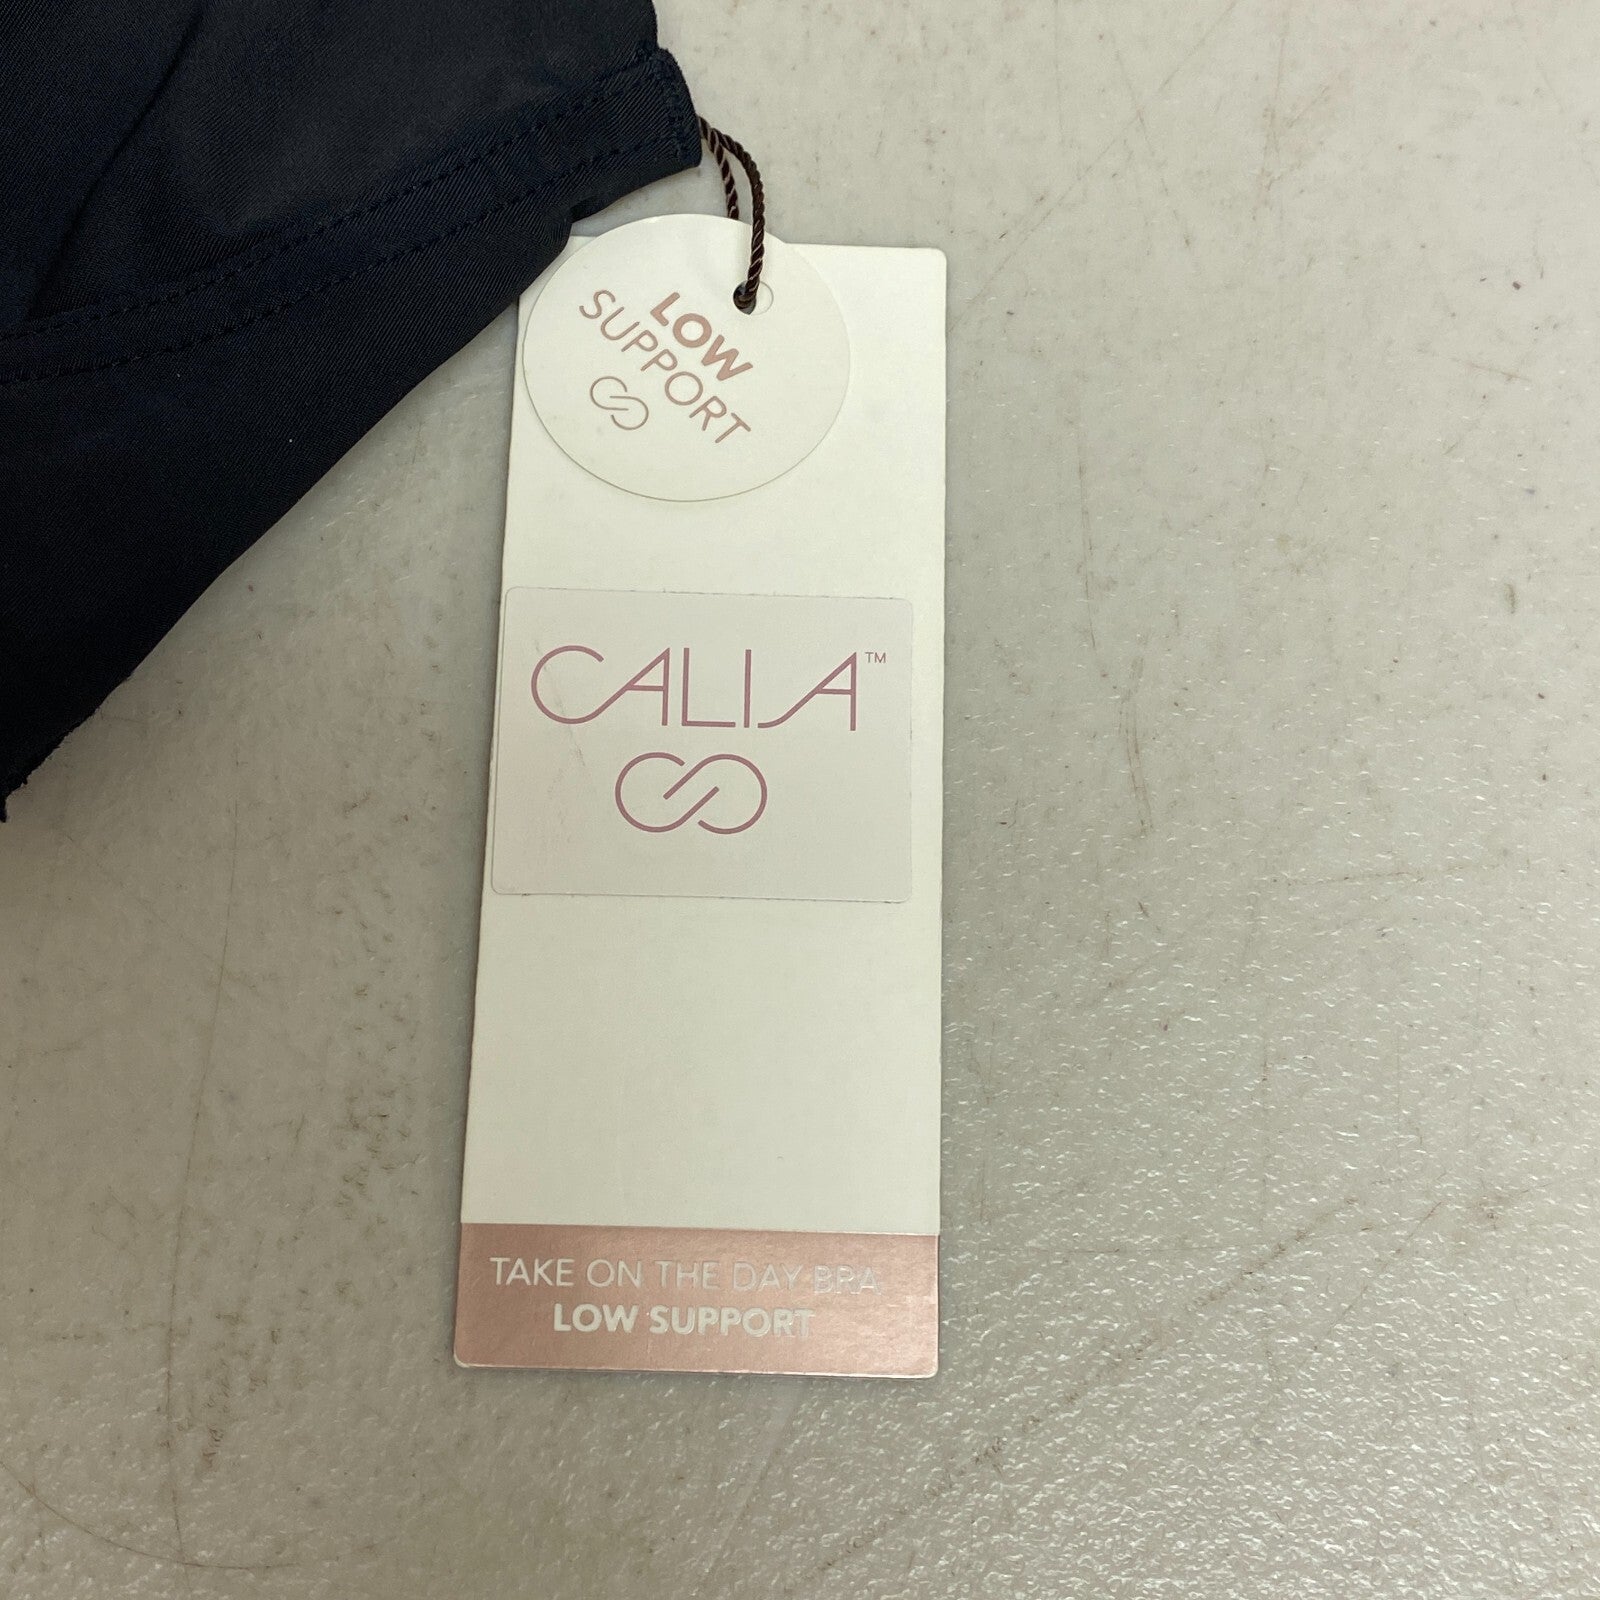 LOW
SUPPORT
CALIA™
TAKE ON THE DAY BRA
LOW SUPPORT